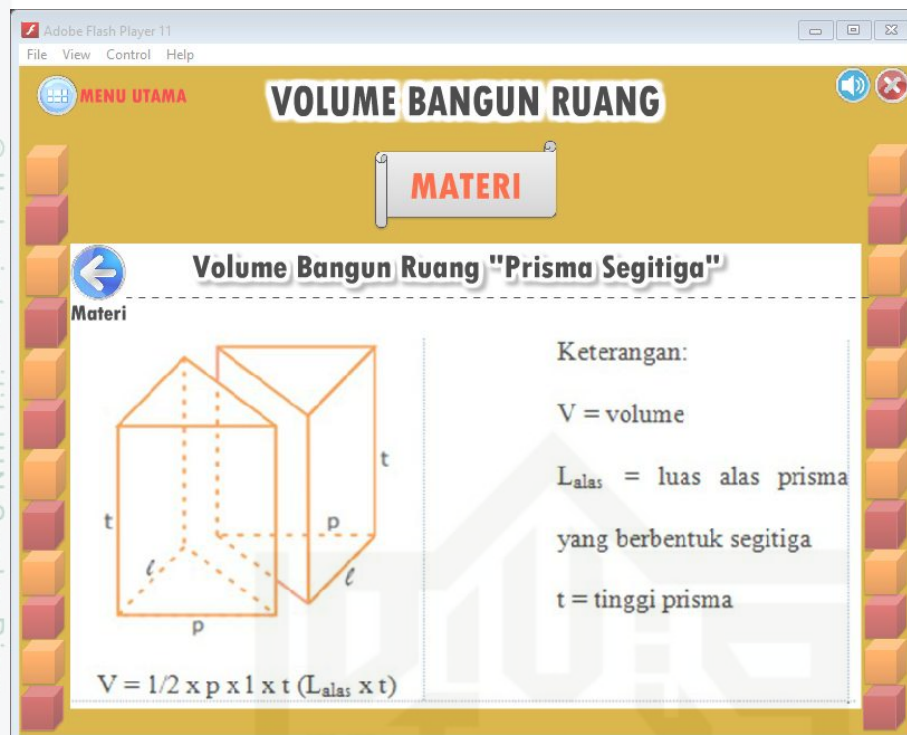 Adobe Flash Player 11
File View Control Help
MENU UTAMA
VOLUME BANGUN RUANG
MATERI
Volume Bangun Ruang "Prisma Segitiga"
Materi
t
t
p
l
l
p
V = 1/2 x p x l x t (Lalas x t)
Keterangan:
V = volume
Lalas = luas alas prisma
yang berbentuk segitiga
t = tinggi prisma